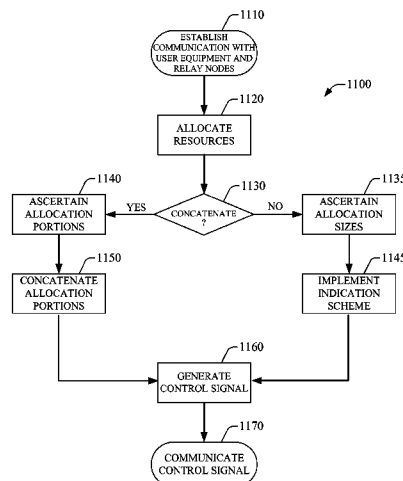 1110
ESTABLISH
COMMUNICATION WITH
USER EQUIPMENT AND
RELAY NODES
1100
1120
ALLOCATE
RESOURCES
1130
CONCATENATE
?
YES
NO
1140
ASCERTAIN
ALLOCATION
PORTIONS
1135
ASCERTAIN
ALLOCATION
SIZES
1150
CONCATENATE
ALLOCATION
PORTIONS
1145
IMPLEMENT
INDICATION
SCHEME
1160
GENERATE
CONTROL SIGNAL
1170
COMMUNICATE
CONTROL SIGNAL